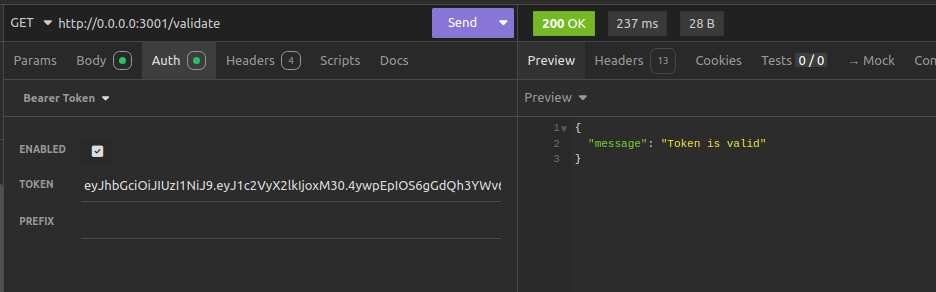 GET http://0.0.0.0:3001/validate Send
200 OK 237 ms 28 B
Params Body Auth Headers 4 Scripts Docs
Preview Headers 13 Cookies Tests 0 / 0 → Mock Con
Bearer Token
Preview
ENABLED
TOKEN eyJhbGciOiJIUzI1NiJ9.eyJ1c2VyX2lkIjoxM30.4ywpEpIOS6gGdQh3YWv6
PREFIX
1 {
2 "message": "Token is valid"
3 }